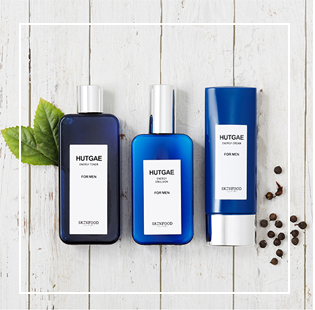 HUTGAE
ENERGY TONER
FOR MEN
SKINFOOD
HUTGAE
ENERGY
EMULSION
FOR MEN
SKINFOOD
HUTGAE
ENERGY CREAM
FOR MEN
SKINFOOD